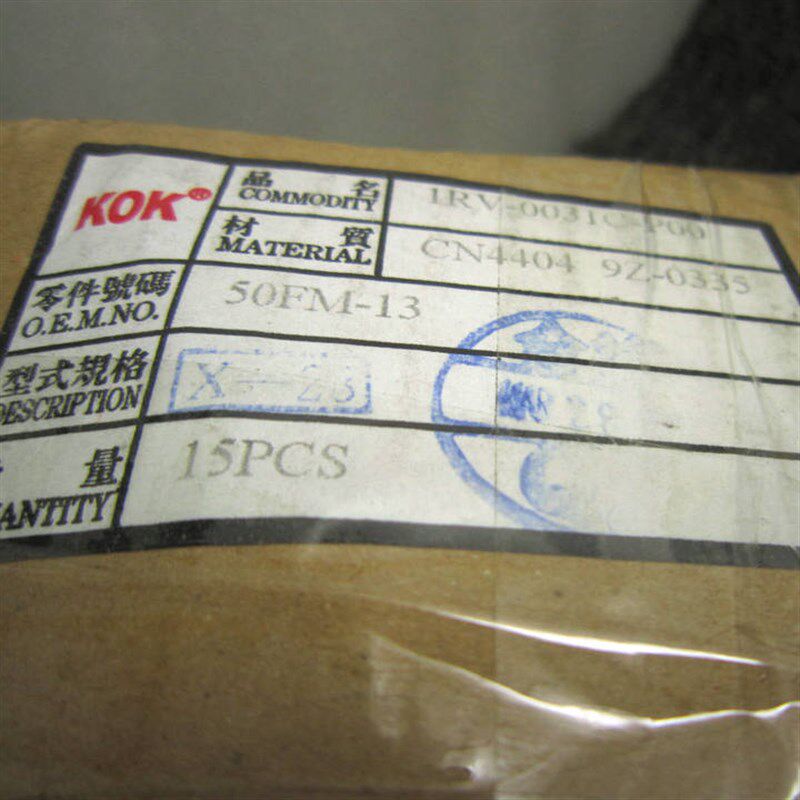 KOK®
品 名 1RV-0031C-P00
COMMODITY
材 質 CN4404 9Z-0335
MATERIAL
零件號碼 50FM-13
O.E.M.NO.
型式規格 X-23
DESCRIPTION
量 15PCS
ANTITY